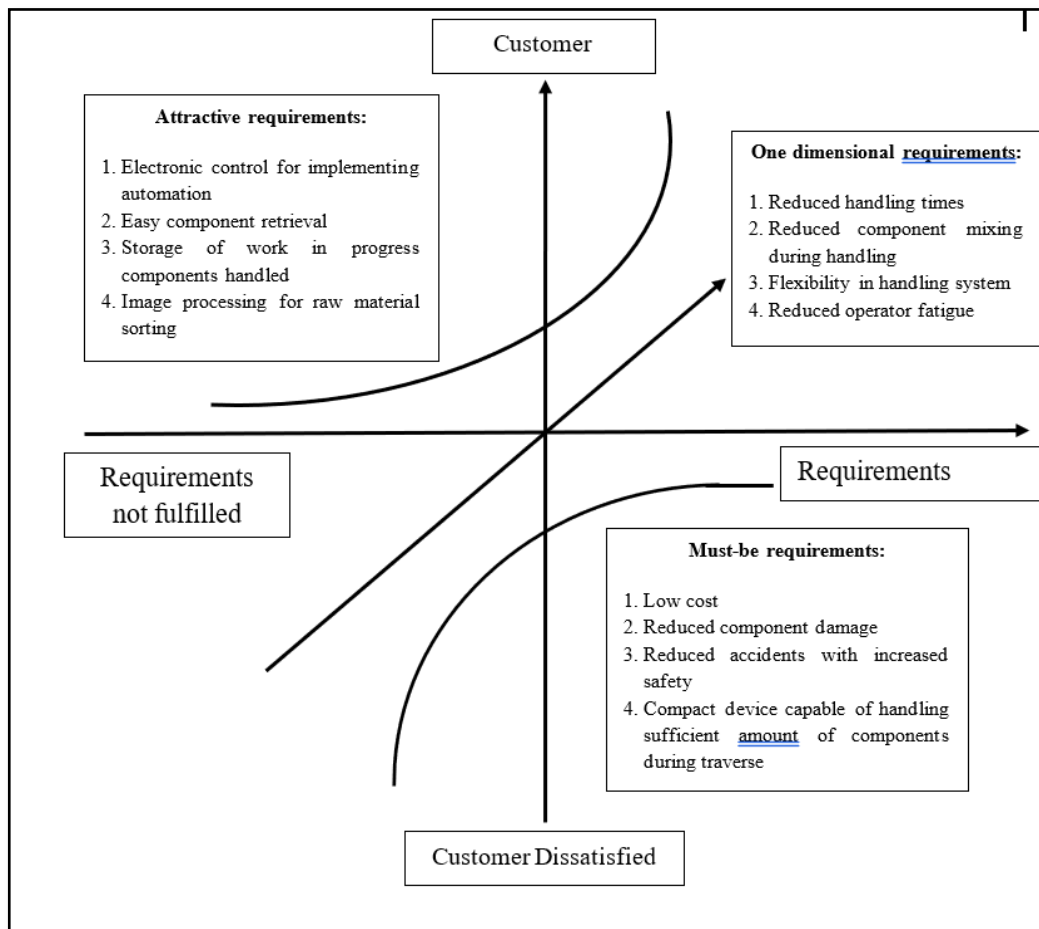 Customer
Attractive requirements:
1. Electronic control for implementing
automation
2. Easy component retrieval
3. Storage of work in progress
components handled
4. Image processing for raw material
sorting
One dimensional requirements:
1. Reduced handling times
2. Reduced component mixing
during handling
3. Flexibility in handling system
4. Reduced operator fatigue
Requirements
not fulfilled
Requirements
Must-be requirements:
1. Low cost
2. Reduced component damage
3. Reduced accidents with increased
safety
4. Compact device capable of handling
sufficient amount of components
during traverse
Customer Dissatisfied